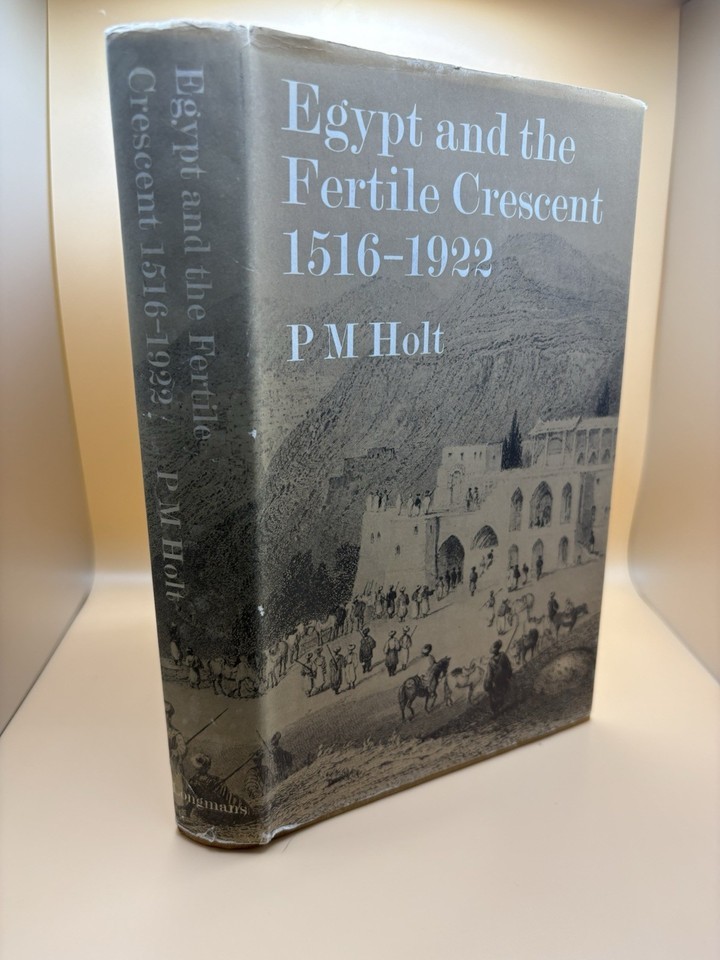 Egypt and the
Fertile Crescent
1516–1922
P M Holt
Egypt and the Fertile
Crescent 1516–1922 / P M Holt
Longmans